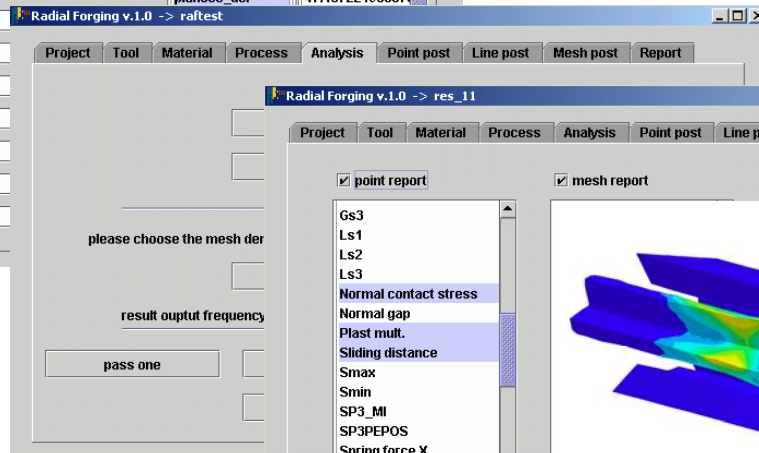 Radial Forging v.1.0 -> raftest
Project Tool Material Process Analysis Point post Line post Mesh post Report
please choose the mesh der
result ouptut frequency
pass one
Radial Forging v.1.0 -> res_11
Project Tool Material Process Analysis Point post Line p
point report
mesh report
Gs3
Ls1
Ls2
Ls3
Normal contact stress
Normal gap
Plast mult.
Sliding distance
Smax
Smin
SP3_MI
SP3PEPOS
Spring force X